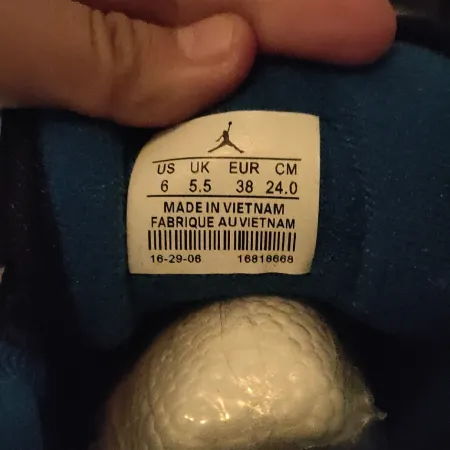 US UK EUR CM
6 5.5 38 24.0
MADE IN VIETNAM
FABRIQUE AU VIETNAM
16-29-06 16818668